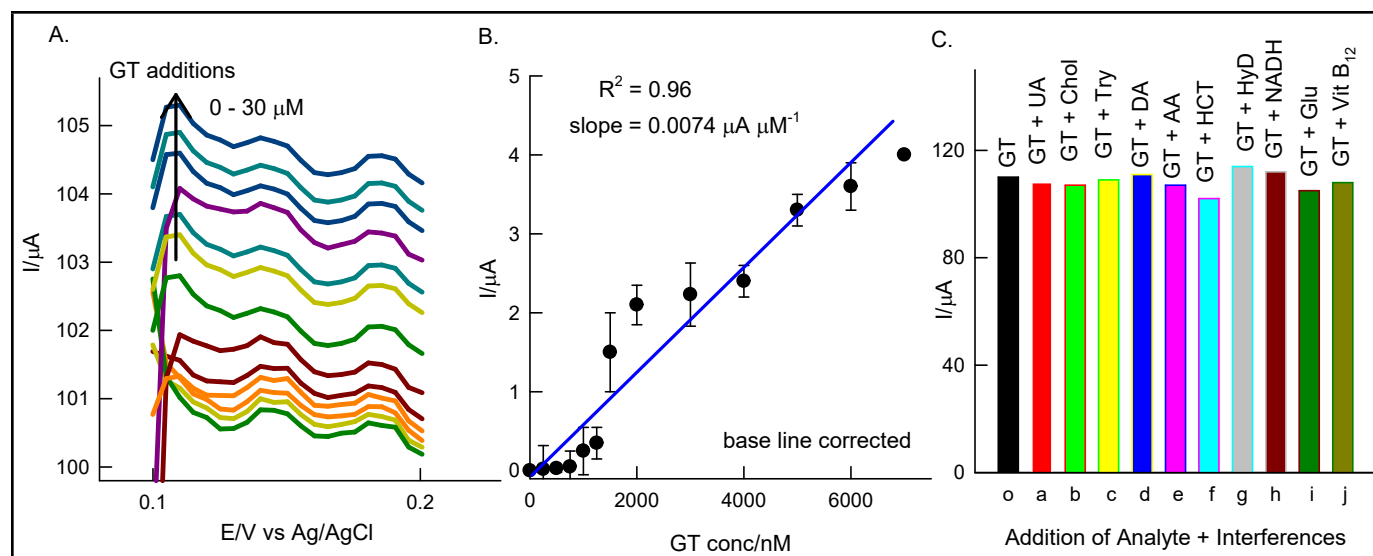 A.
GT additions
0 - 30 μM
105
104
103
102
101
100
I/μA
0.1
0.2
E/V vs Ag/AgCl
B.
R² = 0.96
slope = 0.0074 μA μM⁻¹
5
4
3
2
1
0
I/μA
base line corrected
0
2000
4000
6000
GT conc/nM
C.
120
80
40
0
I/μA
GT
GT + UA
GT + Chol
GT + Try
GT + DA
GT + AA
GT + HCT
GT + HyD
GT + NADH
GT + Glu
GT + Vit B₁₂
o a b c d e f g h i j
Addition of Analyte + Interferences